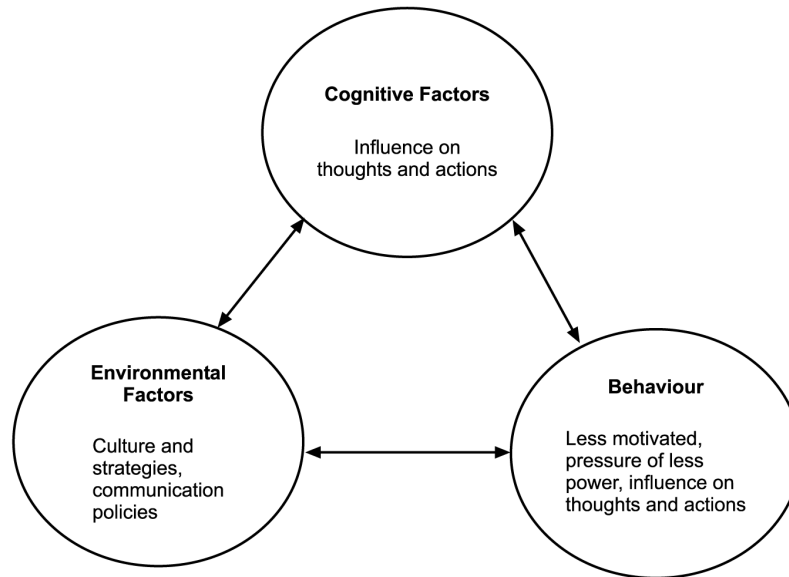 Cognitive Factors
Influence on
thoughts and actions
Environmental
Factors
Culture and
strategies,
communication
policies
Behaviour
Less motivated,
pressure of less
power, influence on
thoughts and actions